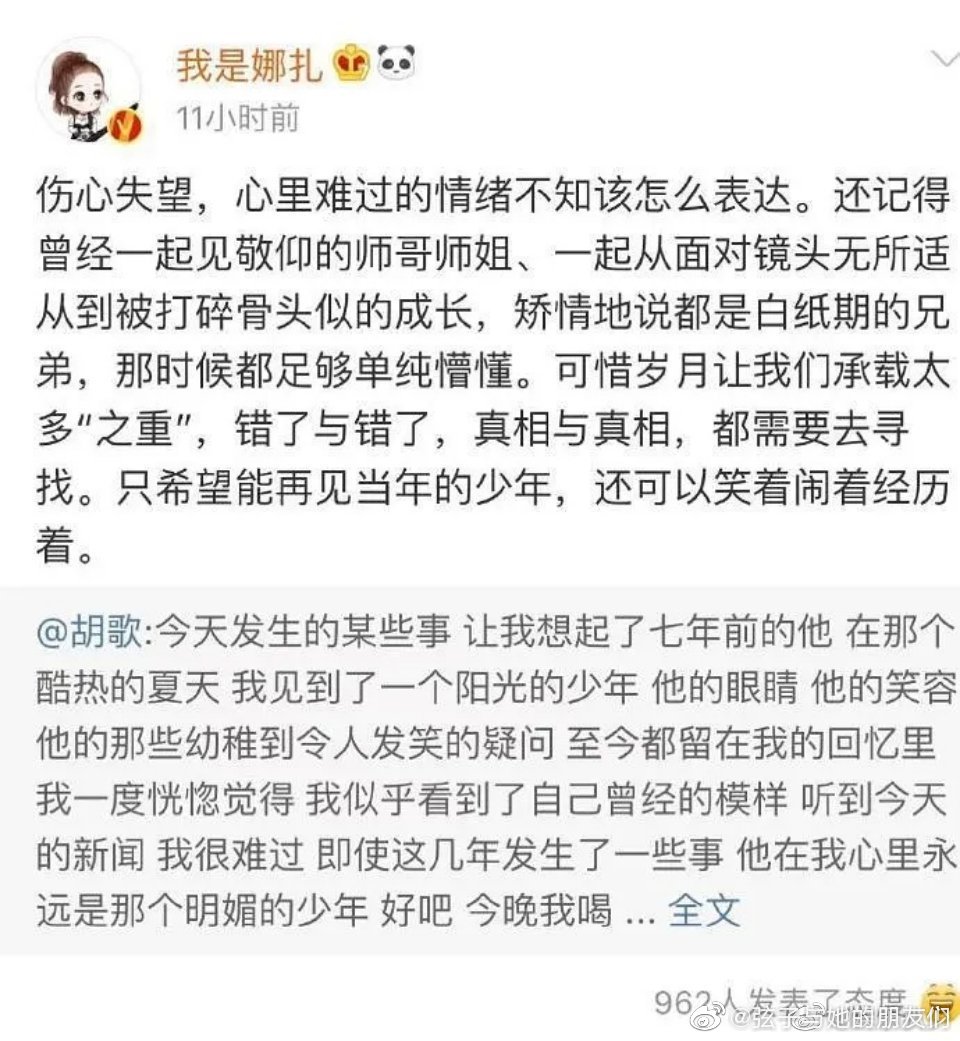 我是娜扎
11小时前
伤心失望，心里难过的情绪不知该怎么表达。还记得
曾经一起见敬仰的师哥师姐、一起从面对镜头无所适
从到被打碎骨头似的成长，矫情地说都是白纸期的兄
弟，那时候都足够单纯懵懂。可惜岁月让我们承载太
多“之重”，错了与错了，真相与真相，都需要去寻
找。只希望能再见当年的少年，还可以笑着闹着经历
着。
@胡歌:今天发生的某些事 让我想起了七年前的他 在那个
酷热的夏天 我见到了一个阳光的少年 他的眼睛 他的笑容
他的那些幼稚到令人发笑的疑问 至今都留在我的回忆里
我一度恍惚觉得 我似乎看到了自己曾经的模样 听到今天
的新闻 我很难过 即使这几年发生了一些事 他在我心里永
远是那个明媚的少年 好吧 今晚我喝 ... 全文
962人发表了态度
@弦子与她的朋友们